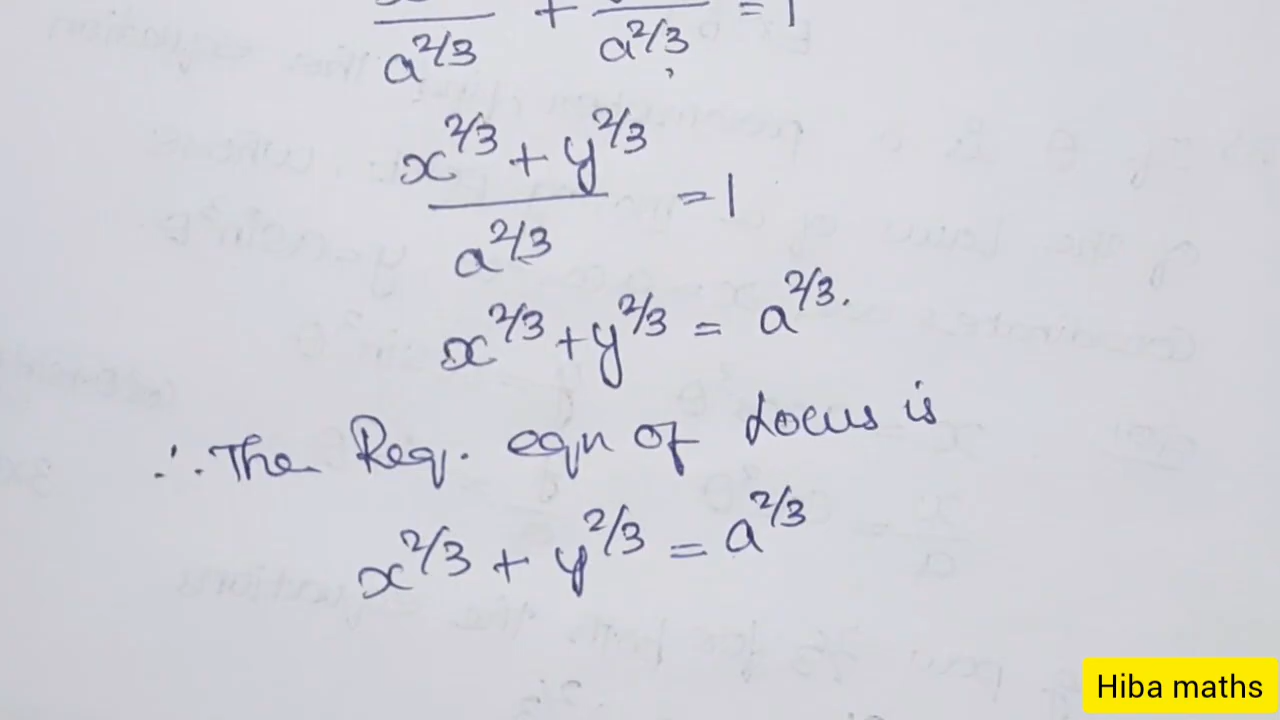 a^2/3 + a^2/3 = 1
x^2/3 + y^2/3
a^2/3 = 1
x^2/3 + y^2/3 = a^2/3.
∴ The Req. eqn of Locus is
x^2/3 + y^2/3 = a^2/3
Hiba maths